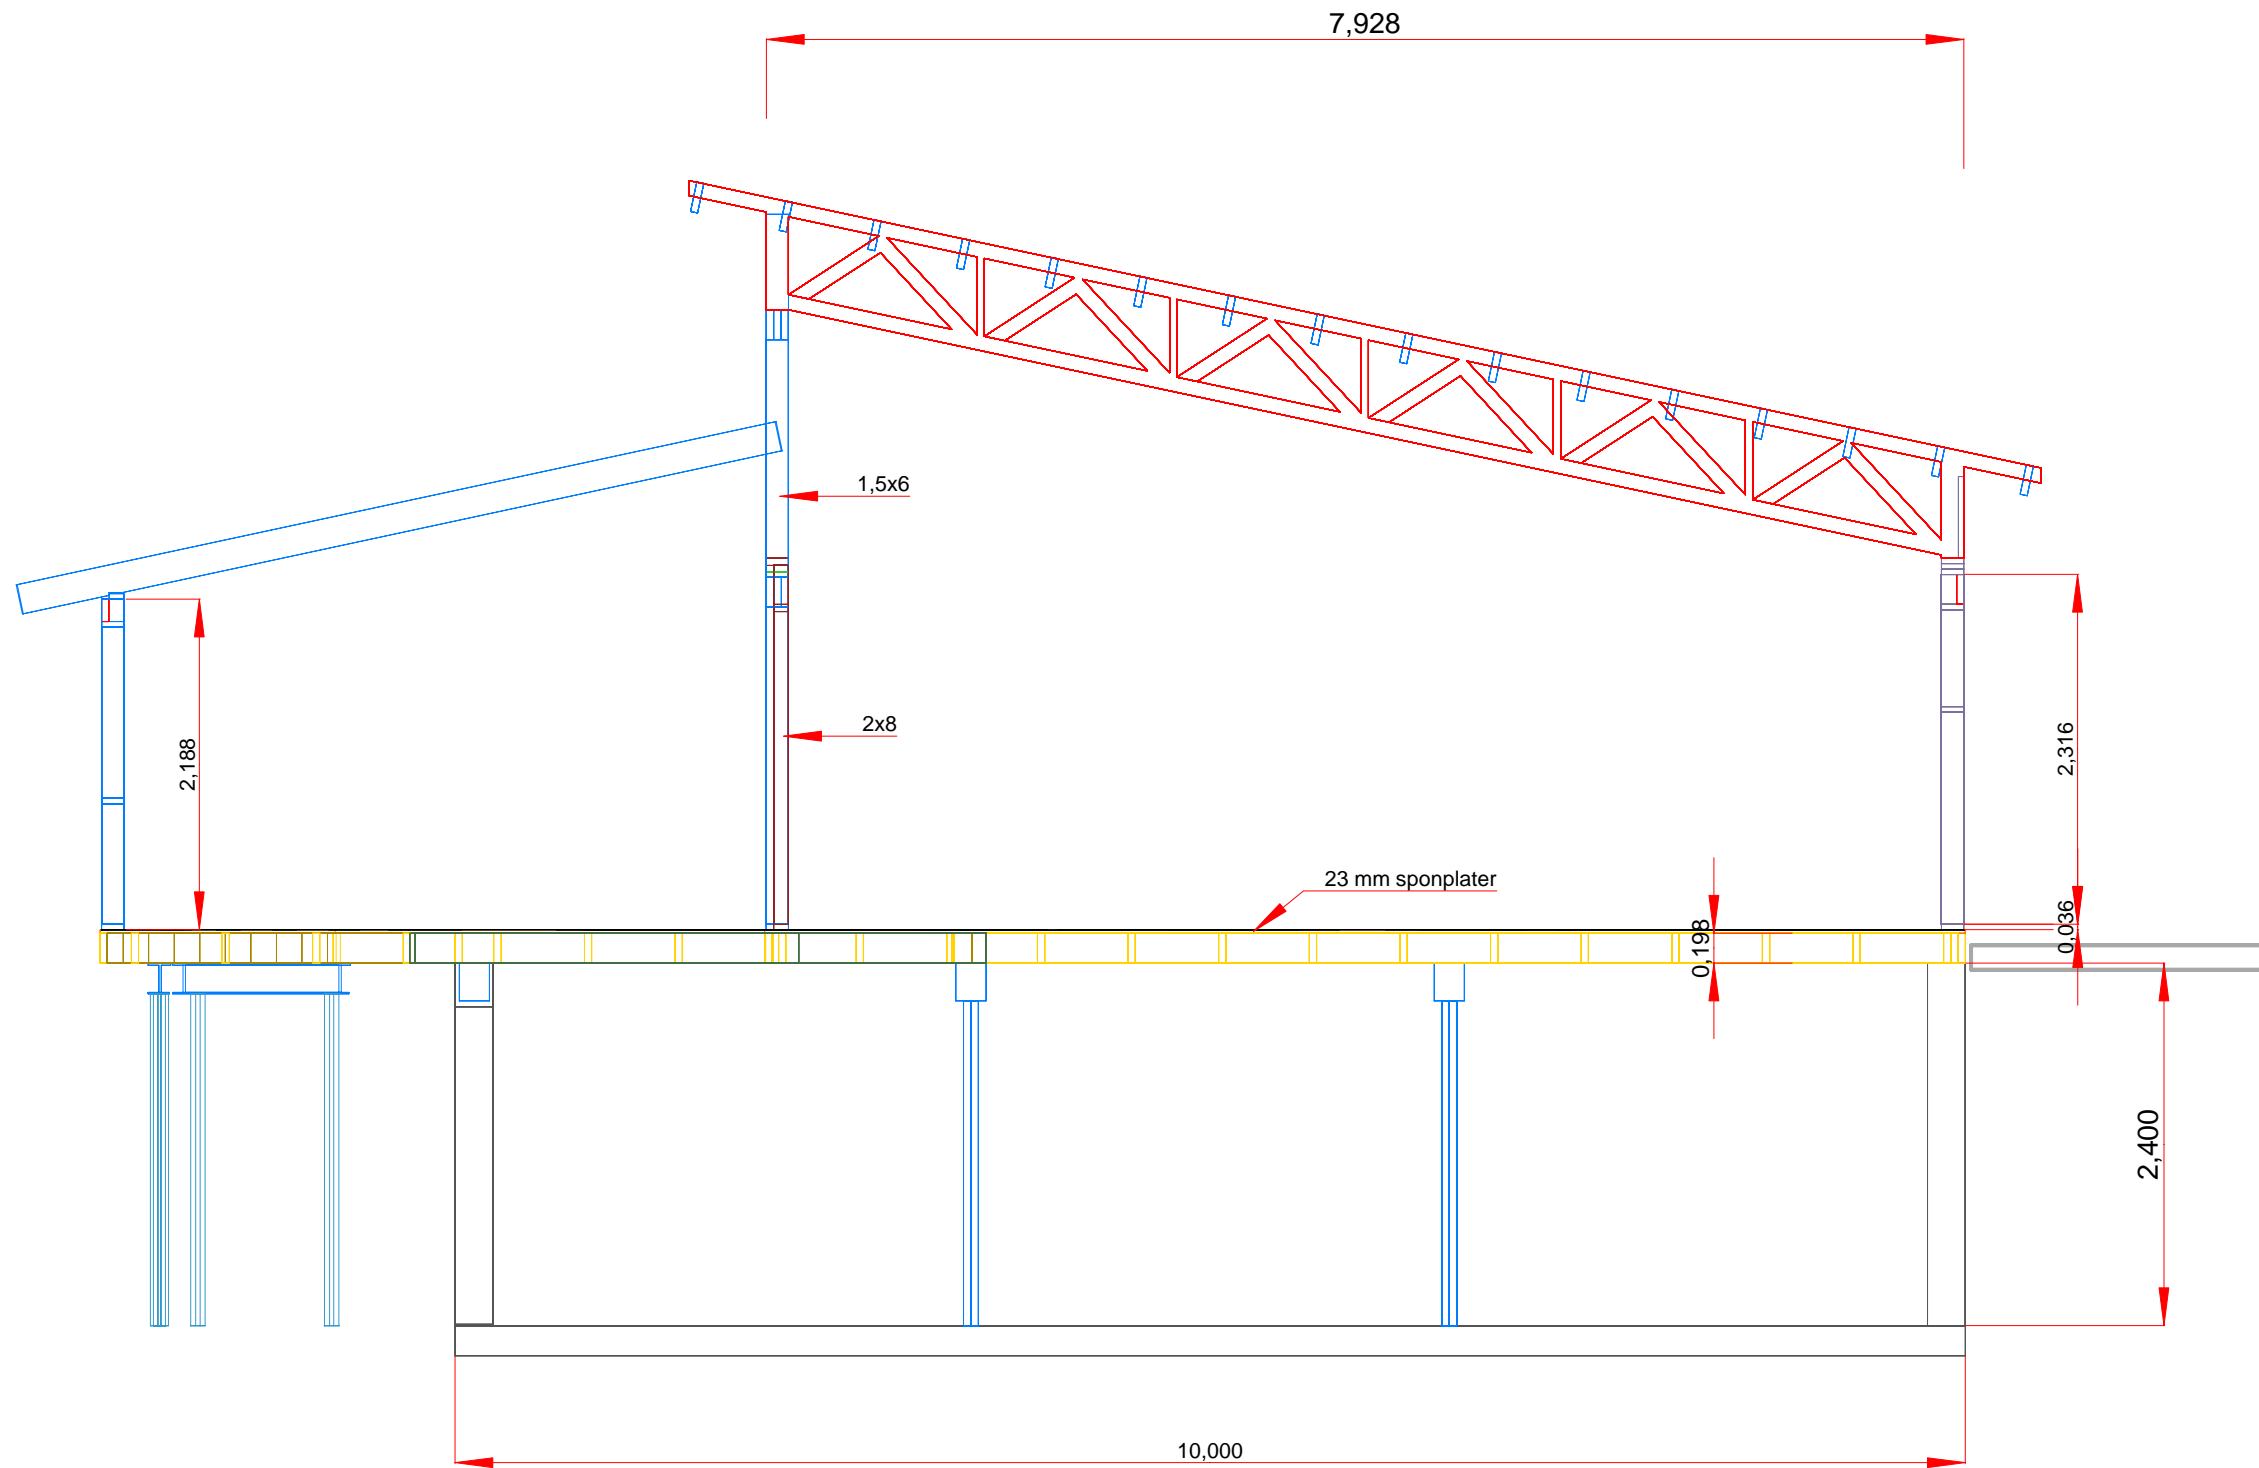 7,928
1,5x6
2x8
2,188
2,316
23 mm sponplater
0,198
0,036
2,400
10,000